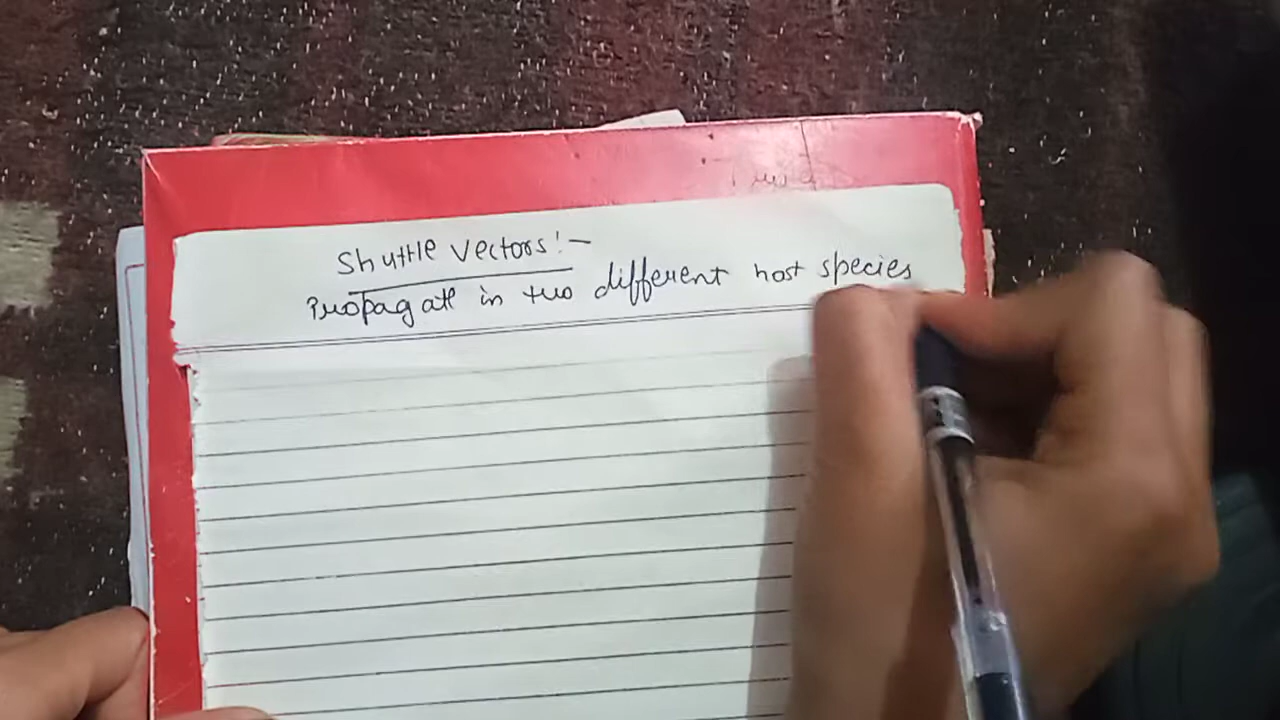 Shuttle Vectors!-
Propagate in two different host species